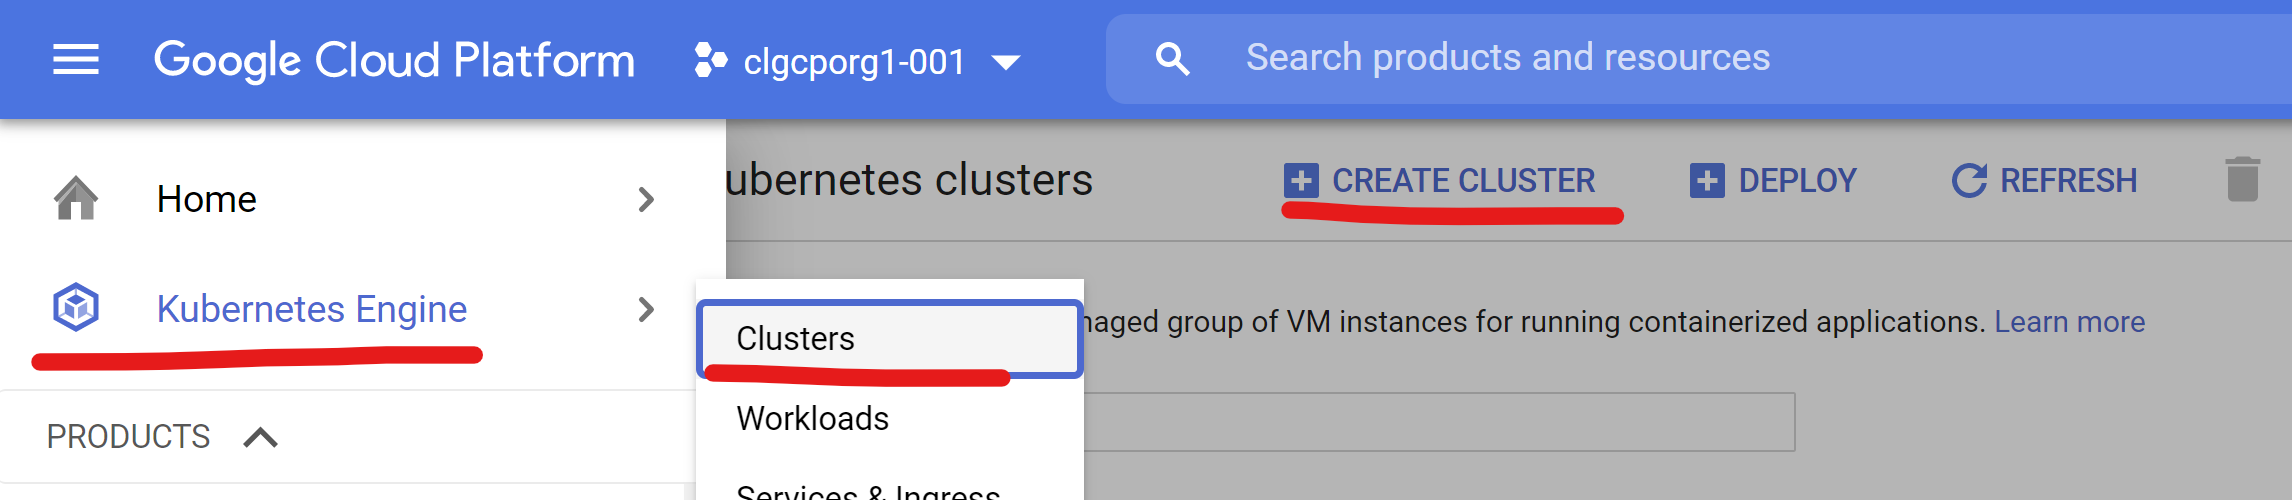 Google Cloud Platform clgcporg1-001 Search products and resources
Home
Kubernetes Engine
PRODUCTS
ubernetes clusters CREATE CLUSTER DEPLOY REFRESH
naged group of VM instances for running containerized applications. Learn more
Clusters
Workloads
Services & Ingress